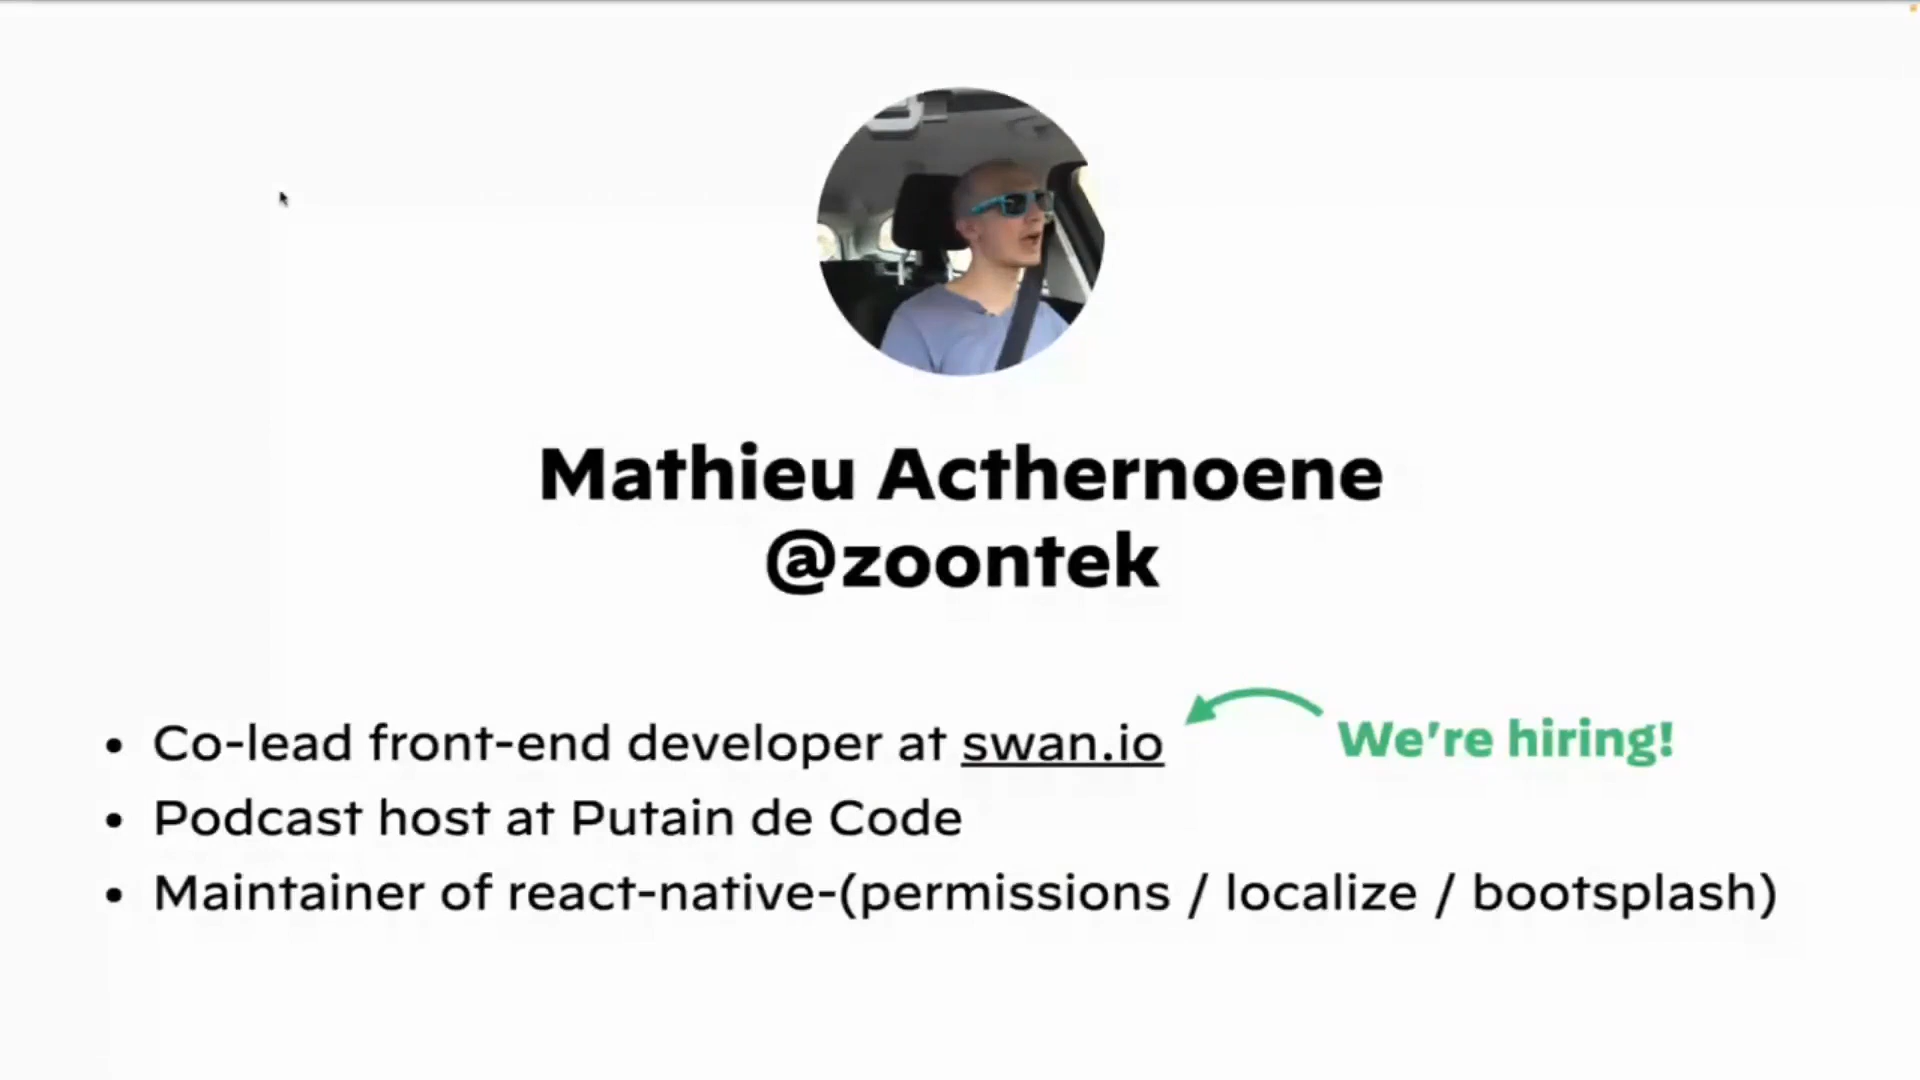 Mathieu Acthernoene
@zoontek
• Co-lead front-end developer at swan.io
We're hiring!
• Podcast host at Putain de Code
• Maintainer of react-native-(permissions / localize / bootsplash)